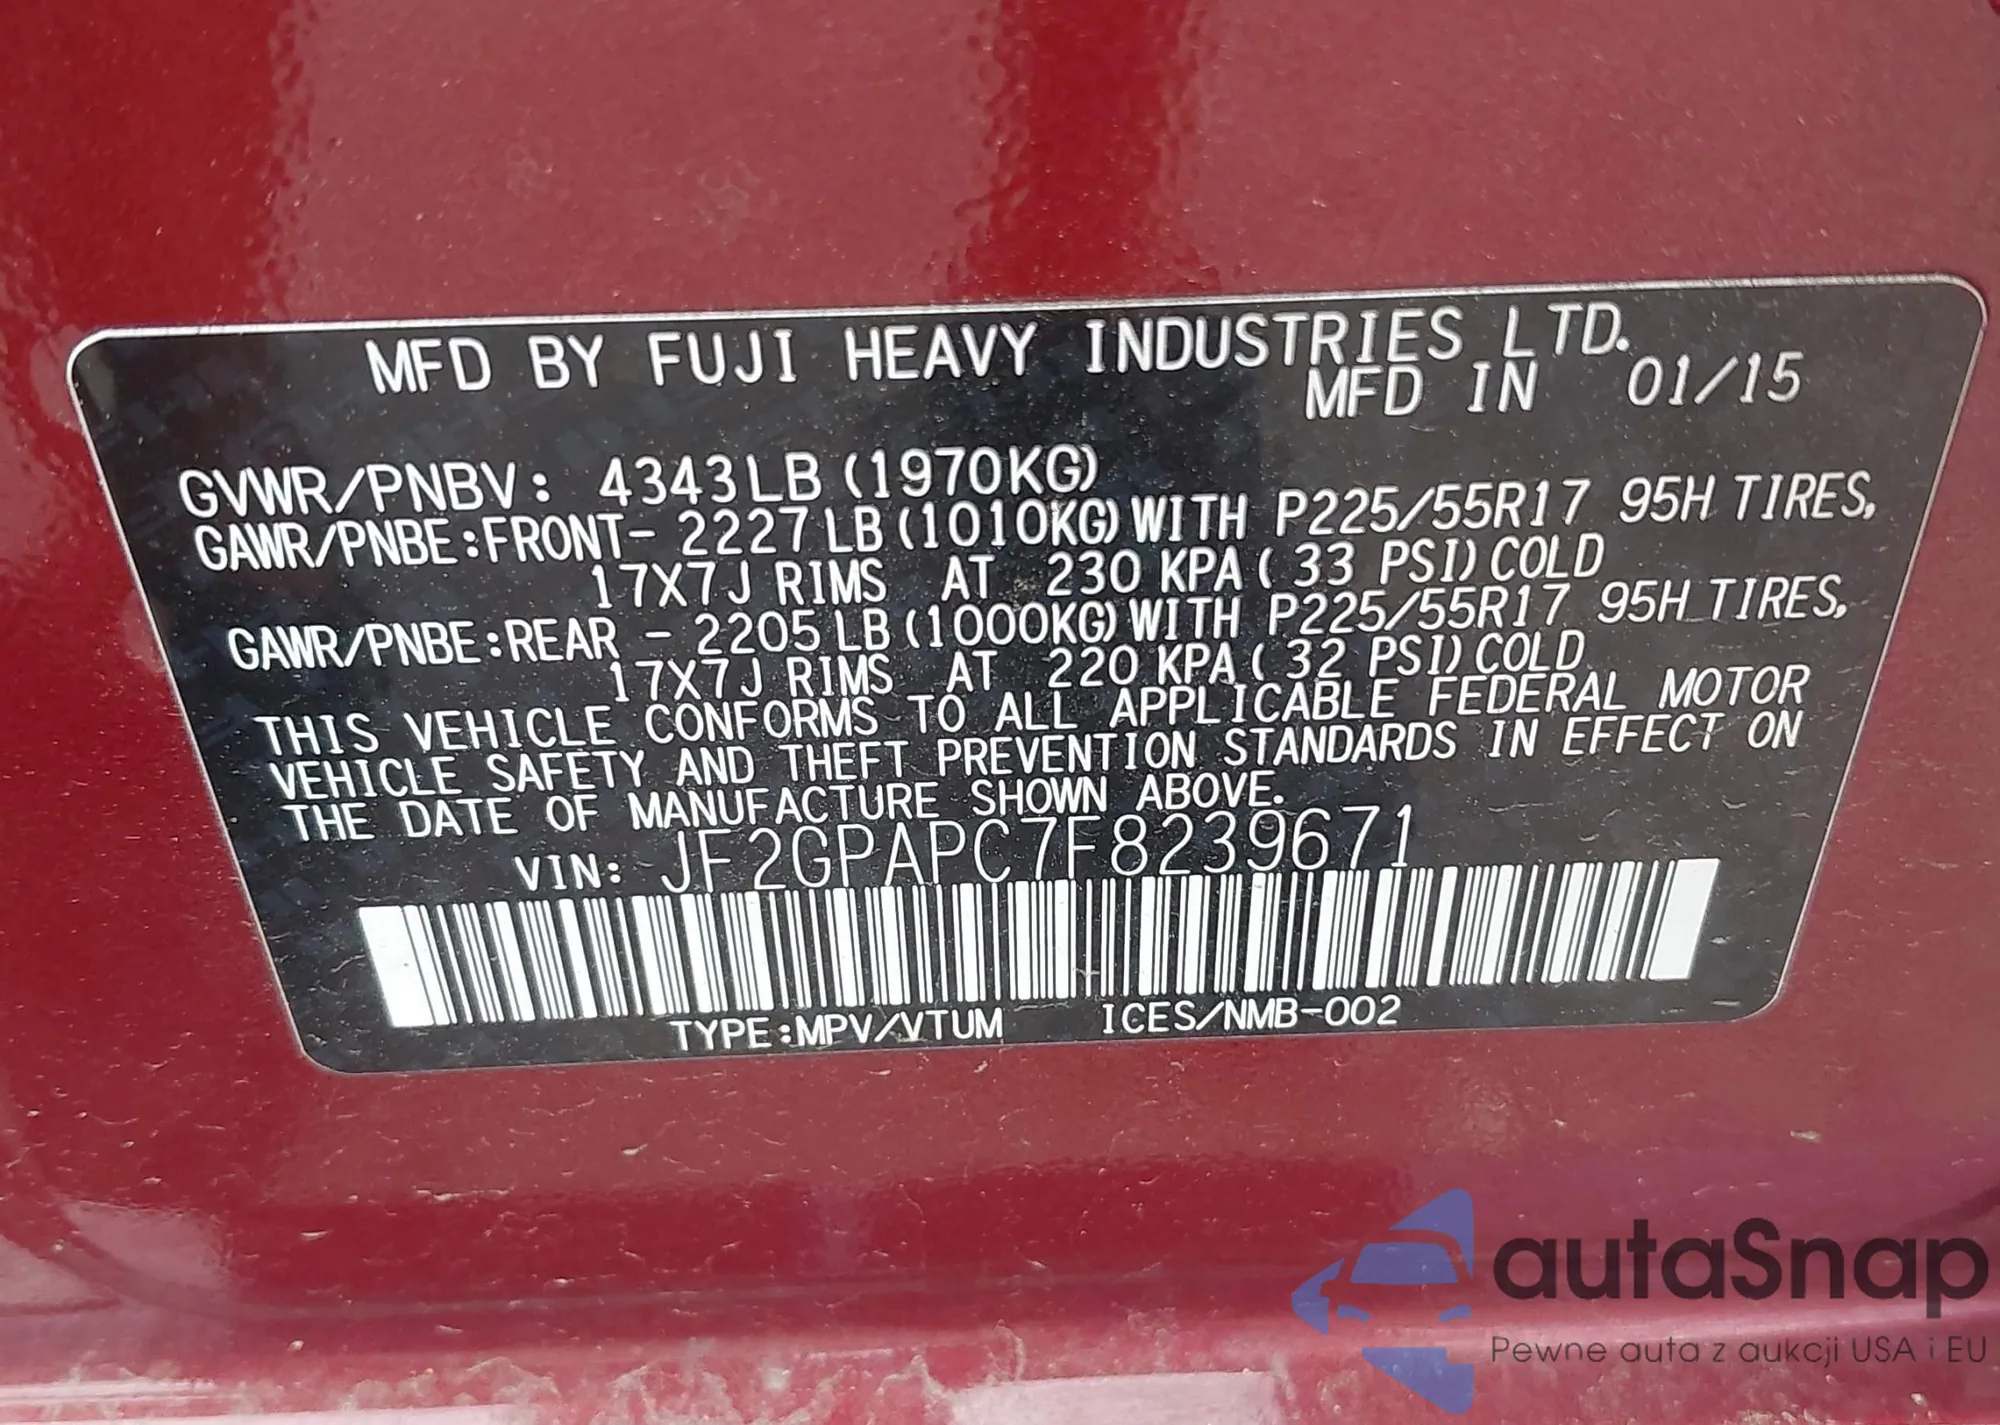 MFD BY FUJI HEAVY INDUSTRIES LTD.
MFD IN 01/15
GVWR/PNBV: 4343LB (1970KG)
GAWR/PNBE:FRONT- 2227LB(1010KG)WITH P225/55R17 95H TIRES,
17X7J RIMS AT 230 KPA( 33 PSI)COLD
GAWR/PNBE:REAR - 2205LB(1000KG)WITH P225/55R17 95H TIRES,
17X7J RIMS AT 220 KPA( 32 PSI)COLD
THIS VEHICLE CONFORMS TO ALL APPLICABLE FEDERAL MOTOR
VEHICLE SAFETY AND THEFT PREVENTION STANDARDS IN EFFECT ON
THE DATE OF MANUFACTURE SHOWN ABOVE.
VIN: JF2GPAPC7F8239671
TYPE:MPV/VTUM ICES/NMB-002
autaSnap
Pewne auta z aukcji USA i EU